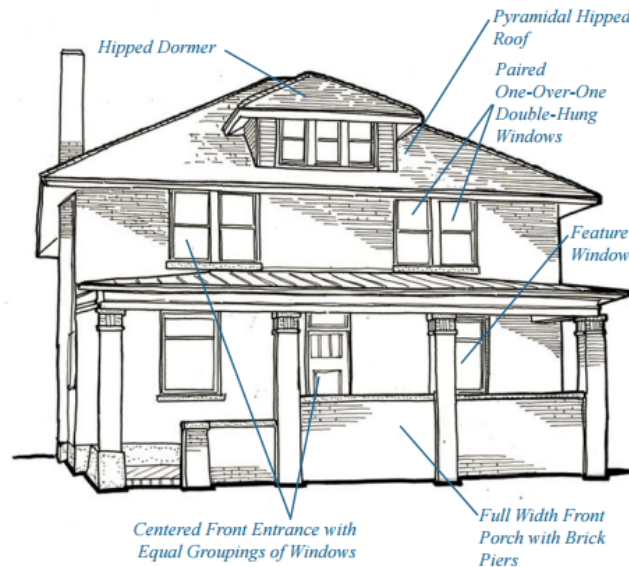 Hipped Dormer
Pyramidal Hipped
Roof
Paired
One-Over-One
Double-Hung
Windows
Feature
Window
Centered Front Entrance with
Equal Groupings of Windows
Full Width Front
Porch with Brick
Piers